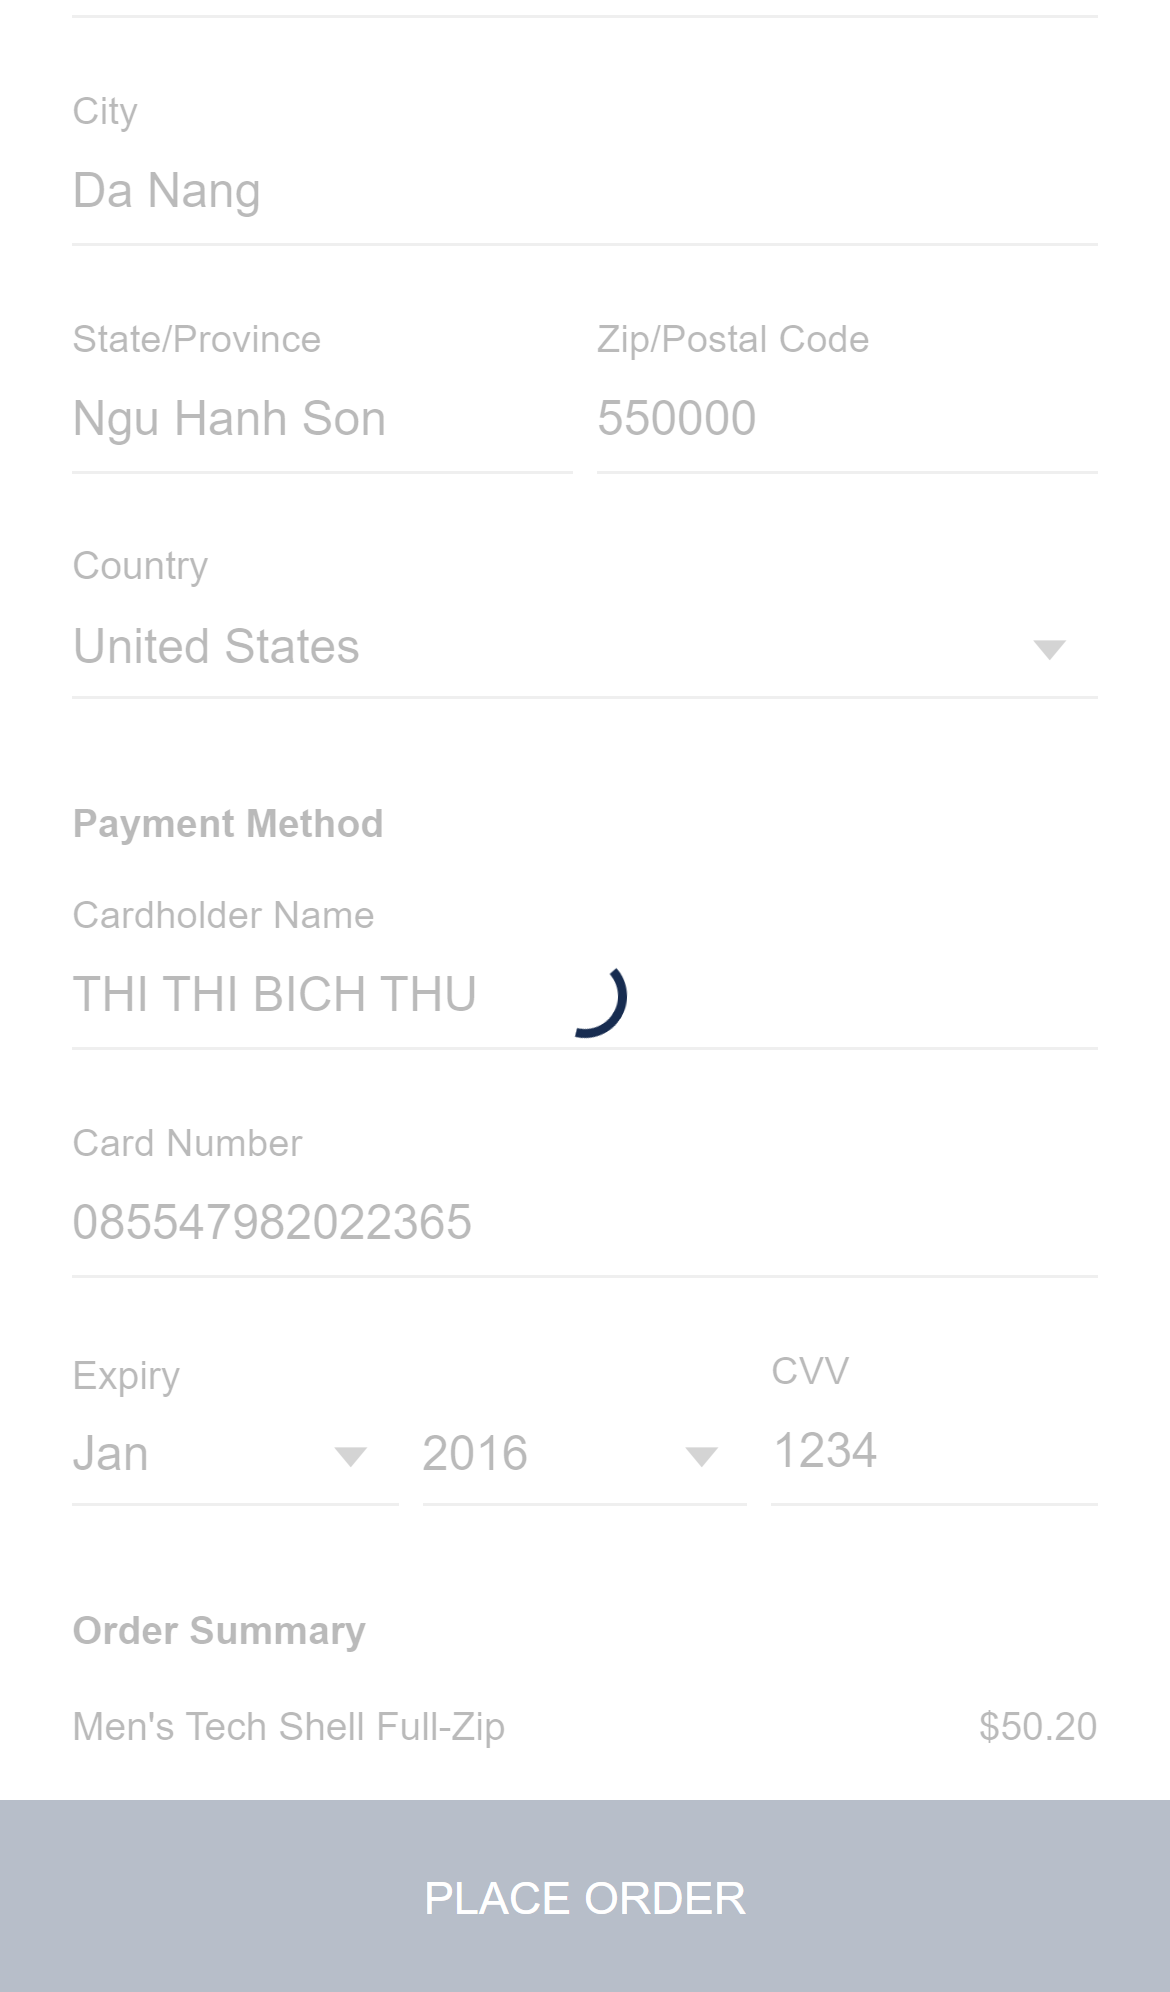 City
Da Nang
State/Province Zip/Postal Code
Ngu Hanh Son 550000
Country
United States
Payment Method
Cardholder Name
THI THI BICH THU
Card Number
085547982022365
Expiry CVV
Jan 2016 1234
Order Summary
Men's Tech Shell Full-Zip $50.20
PLACE ORDER